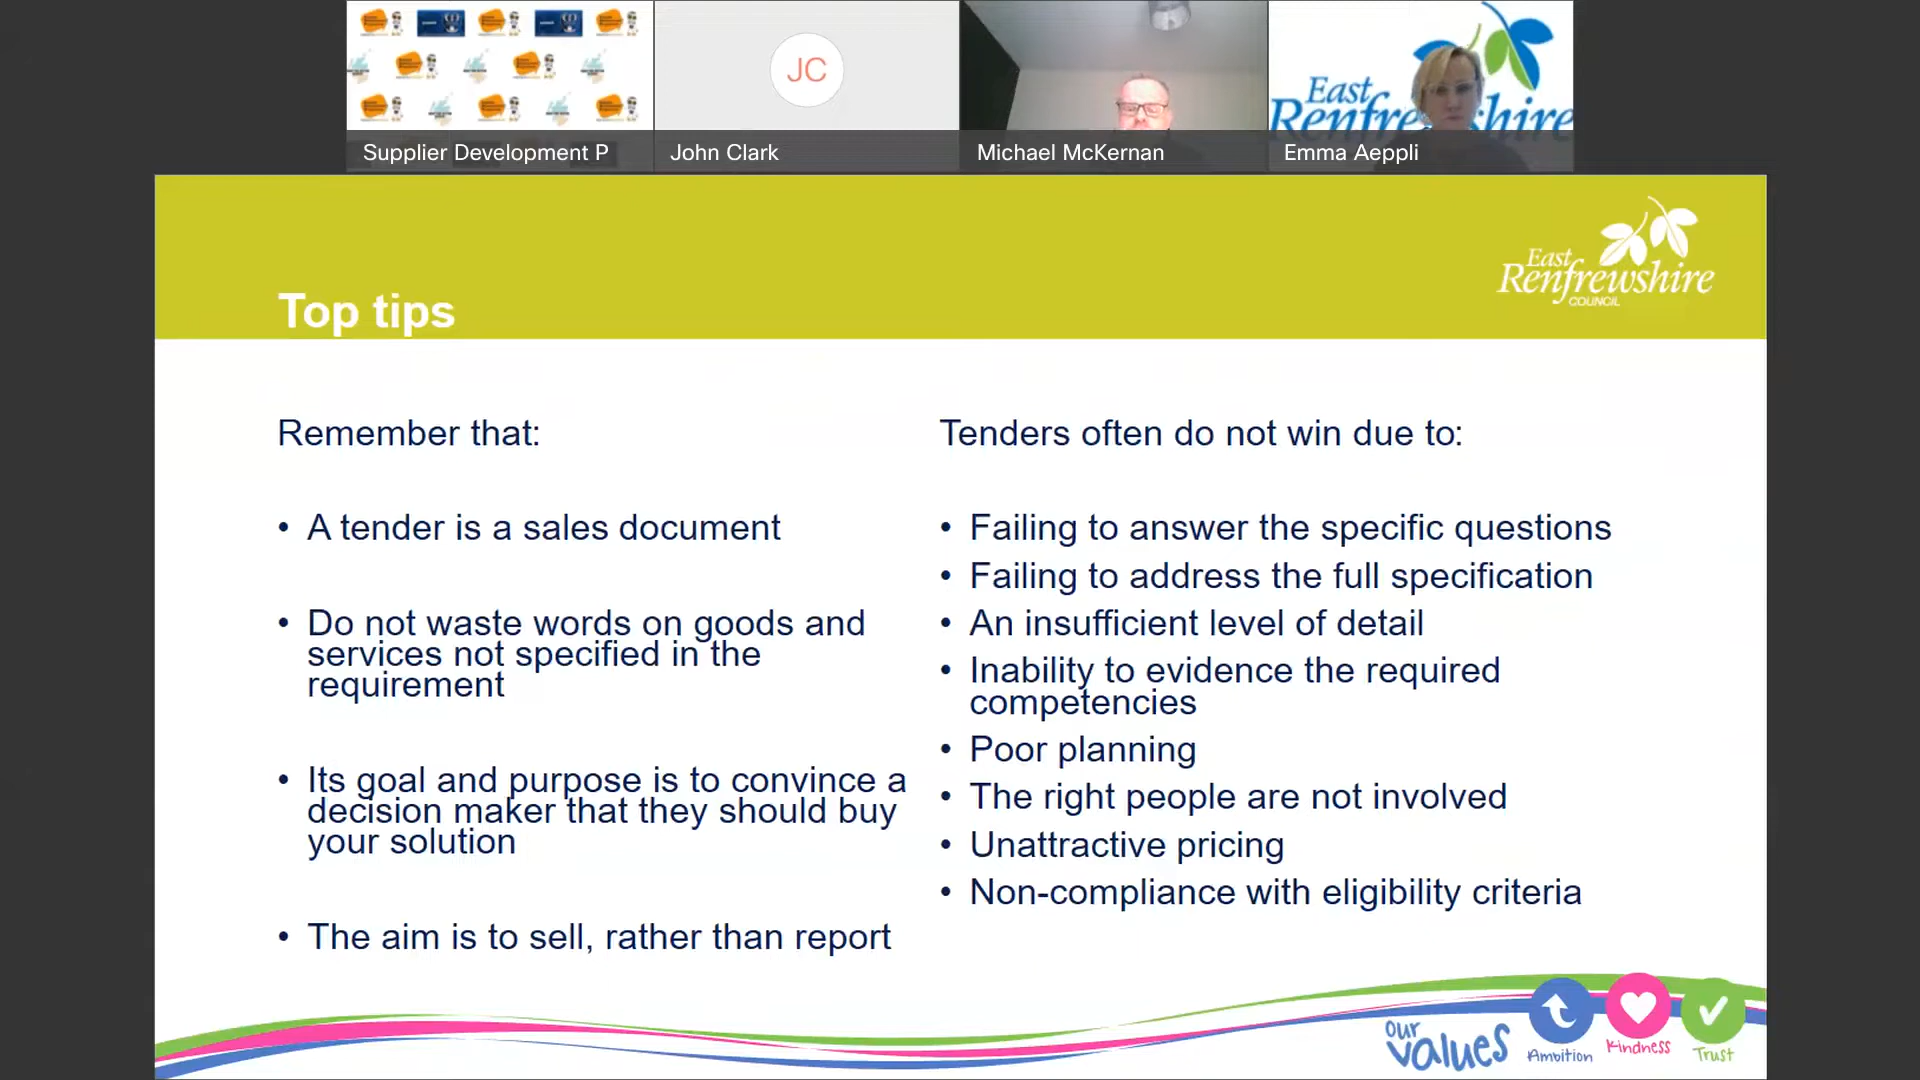 Supplier Development P
JC
John Clark
Michael McKernan
East
Renfrewshire
Emma Aeppli
East
Renfrewshire
COUNCIL
Top tips
Remember that:
• A tender is a sales document
• Do not waste words on goods and
services not specified in the
requirement
• Its goal and purpose is to convince a
decision maker that they should buy
your solution
• The aim is to sell, rather than report
Tenders often do not win due to:
• Failing to answer the specific questions
• Failing to address the full specification
• An insufficient level of detail
• Inability to evidence the required
competencies
• Poor planning
• The right people are not involved
• Unattractive pricing
• Non-compliance with eligibility criteria
our
values
Ambition
Kindness
Trust